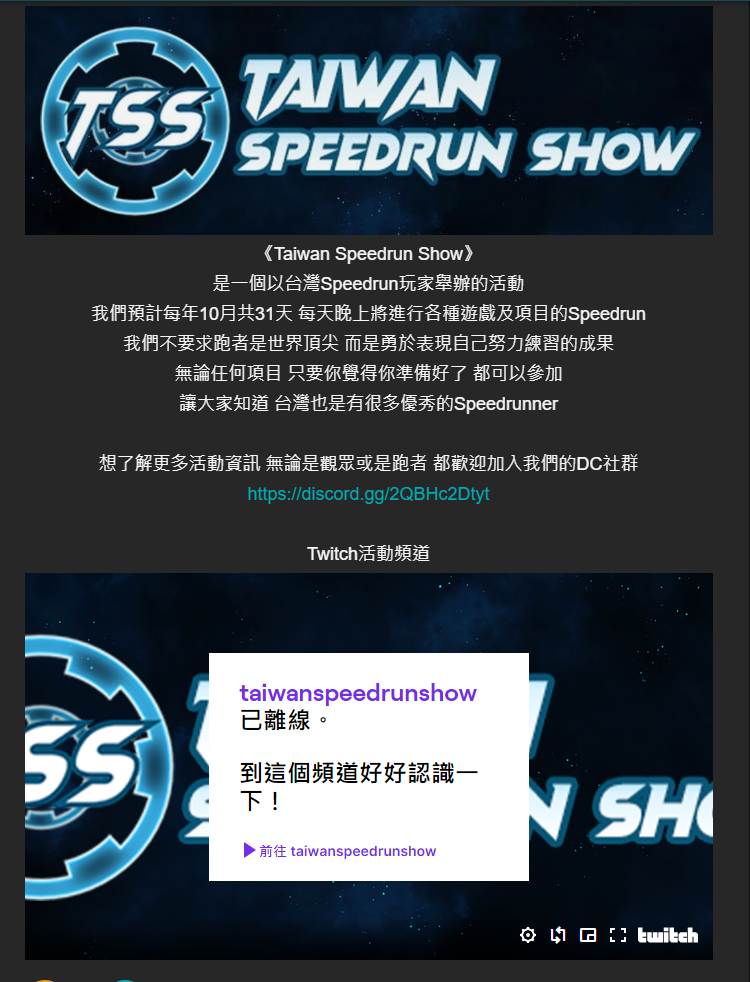 TSS
TAIWAN
SPEEDRUN SHOW
《Taiwan Speedrun Show》
是一個以台灣Speedrun玩家舉辦的活動
我們預計每年10月共31天 每天晚上將進行各種遊戲及項目的Speedrun
我們不要求跑者是世界頂尖 而是勇於表現自己努力練習的成果
無論任何項目 只要你覺得你準備好了 都可以參加
讓大家知道 台灣也是有很多優秀的Speedrunner
想了解更多活動資訊 無論是觀眾或是跑者 都歡迎加入我們的DC社群
https://discord.gg/2QBHc2Dtyt
Twitch活動頻道
taiwanspeedrunshow
已離線。
到這個頻道好好認識一
下！
前往 taiwanspeedrunshow
twitch